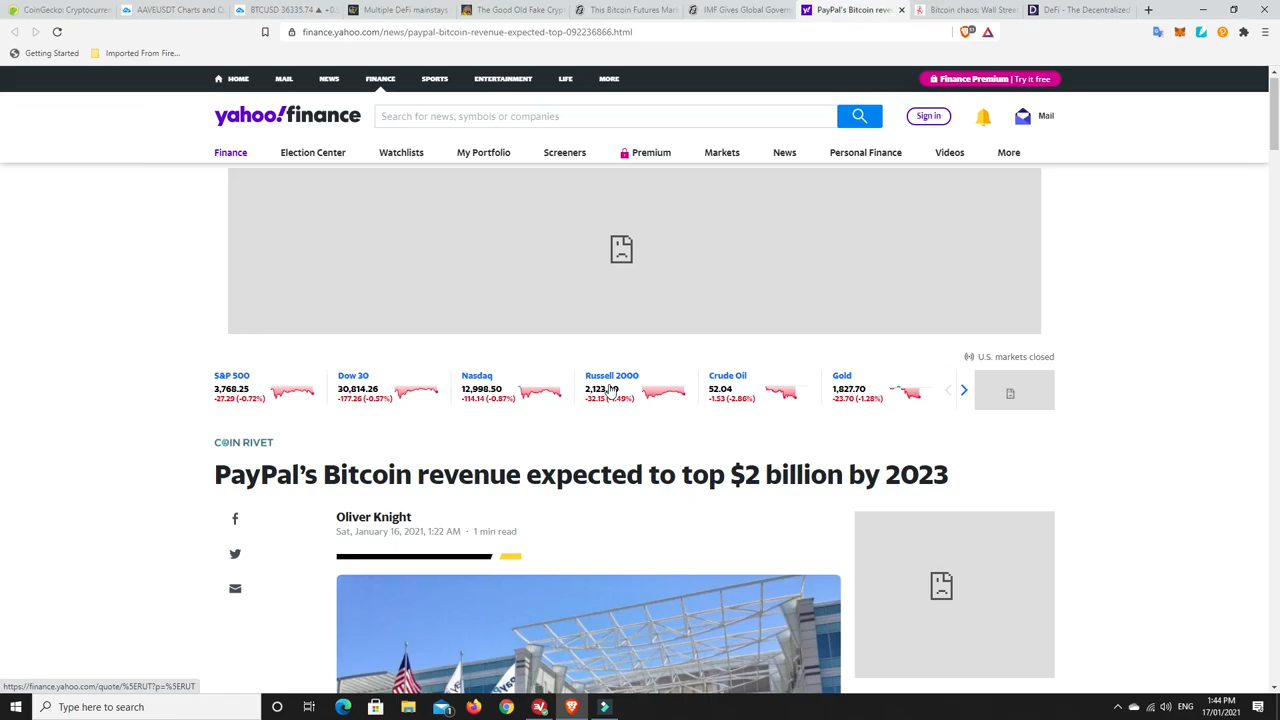 CoinGecko: Cryptocurren
AAVEUSDT Charts and Q
BTCUSD 36335.74 ▲ +0.5
Multiple DeFi mainstays
The Good Old Fake Cryp
This Bitcoin Futures Mar
IMF Gives Global Govern
PayPal's Bitcoin reve
Bitcoin chaos: Wall Stree
DeFi - The Decentralized
finance.yahoo.com/news/paypal-bitcoin-revenue-expected-top-092236866.html
Getting Started
Imported From Fire...
HOME MAIL NEWS FINANCE SPORTS ENTERTAINMENT LIFE MORE
Finance Premium | Try it free
yahoo!finance
Search for news, symbols or companies
Sign in
Mail
Finance Election Center Watchlists My Portfolio Screeners Premium Markets News Personal Finance Videos More
U.S. markets closed
S&P 500
3,768.25
-27.29 (-0.72%)
Dow 30
30,814.26
-177.26 (-0.57%)
Nasdaq
12,998.50
-114.14 (-0.87%)
Russell 2000
Crude Oil
52.04
-1.53 (-2.86%)
Gold
1,827.70
-23.70 (-1.28%)
COIN RIVET
PayPal's Bitcoin revenue expected to top $2 billion by 2023
Oliver Knight
Sat, January 16, 2021, 1:22 AM · 1 min read
https://finance.yahoo.com/quote/%5ERUT?p=%5ERUT
Type here to search
ENG
1:44 PM
17/01/2021